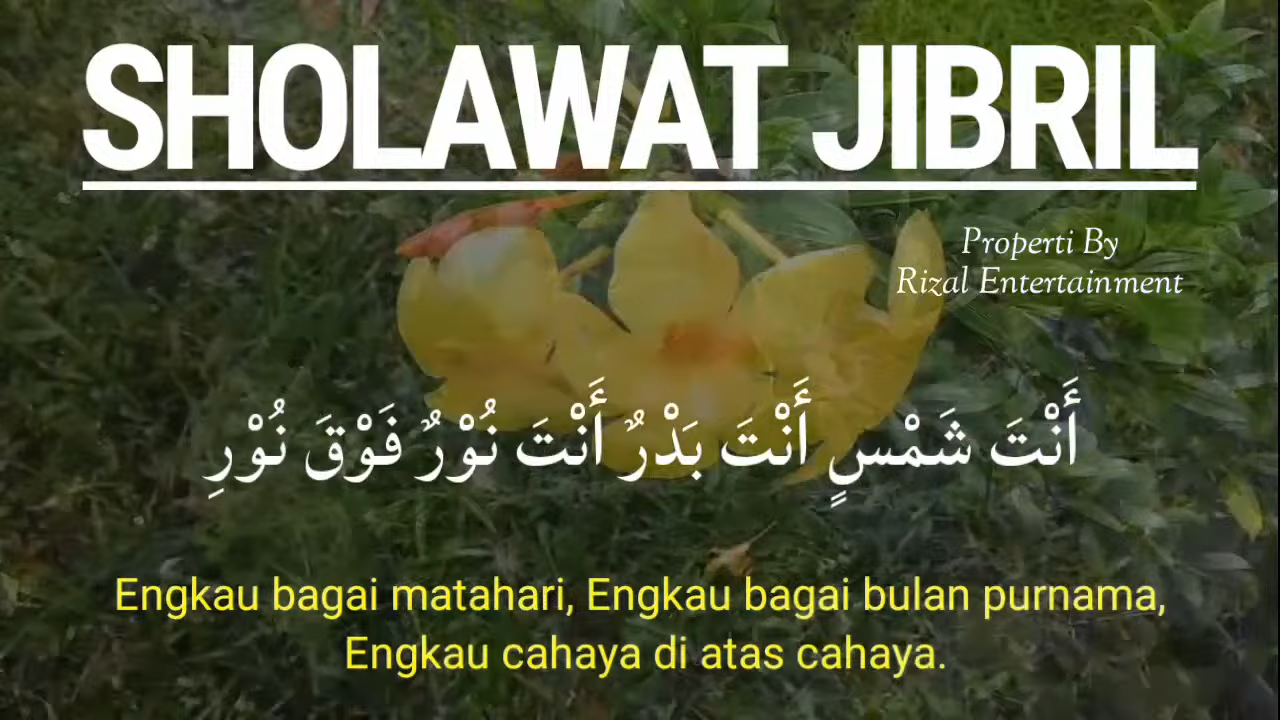 SHOLAWAT JIBRIL
Properti By
Rizal Entertainment
أَنْتَ شَمْسٍ أَنْتَ بَدْرٌ أَنْتَ نُوْرٌ فَوْقَ نُوْرِ
Engkau bagai matahari, Engkau bagai bulan purnama,
Engkau cahaya di atas cahaya.